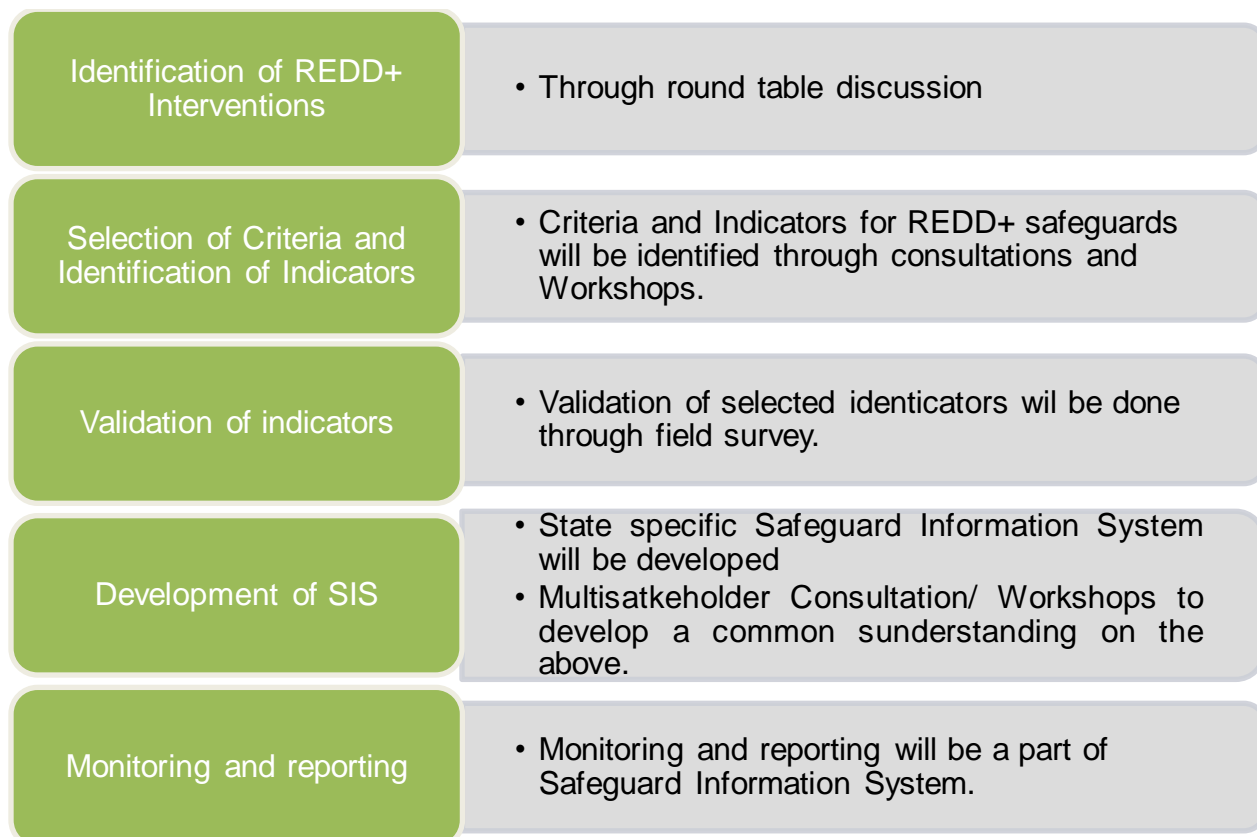 Identification of REDD+
Interventions
• Through round table discussion
Selection of Criteria and
Identification of Indicators
• Criteria and Indicators for REDD+ safeguards
will be identified through consultations and
Workshops.
Validation of indicators
• Validation of selected identicators wil be done
through field survey.
Development of SIS
• State specific Safeguard Information System
will be developed
• Multisatkeholder Consultation/ Workshops to
develop a common sunderstanding on the
above.
Monitoring and reporting
• Monitoring and reporting will be a part of
Safeguard Information System.